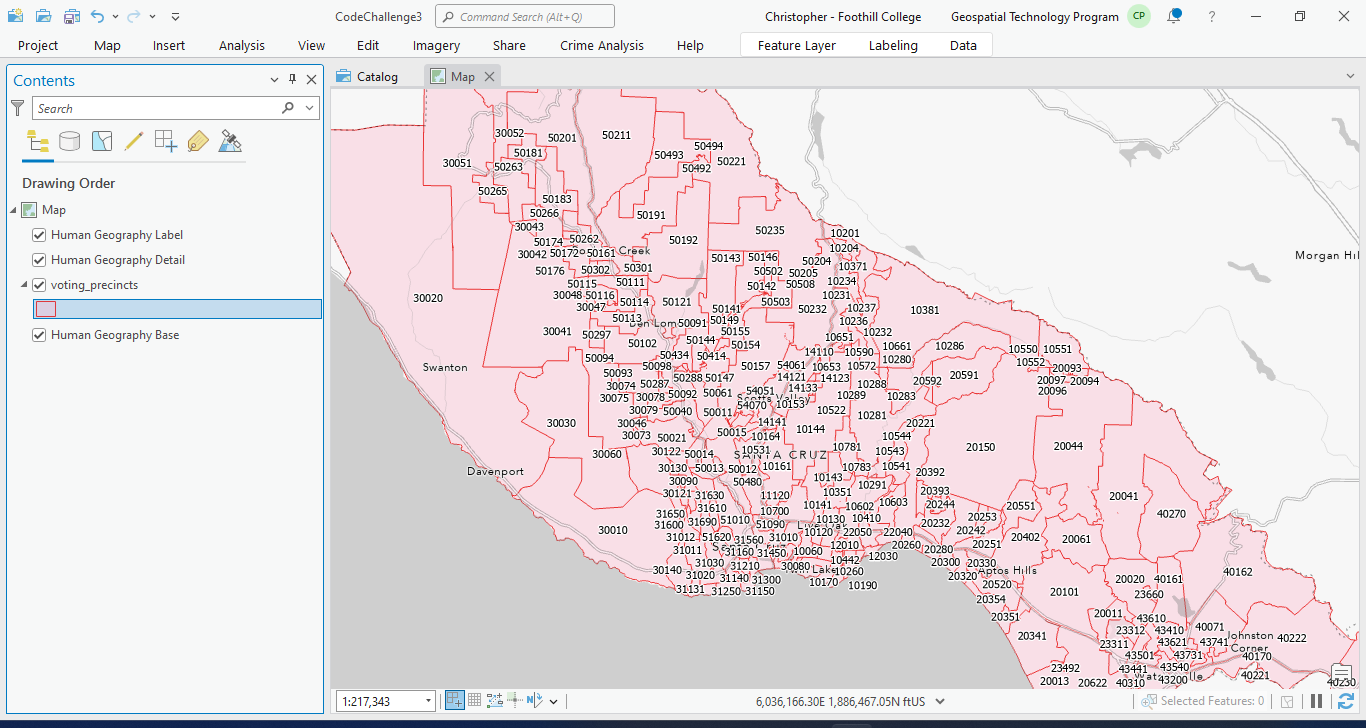 CodeChallenge3
Command Search (Alt+Q)
Christopher - Foothill College
Geospatial Technology Program
CP
?
Project Map Insert Analysis View Edit Imagery Share Crime Analysis Help Feature Layer Labeling Data
Contents
Search
Drawing Order
Map
Human Geography Label
Human Geography Detail
voting_precincts
Human Geography Base
Catalog
Map
30052 50201 50211
50181 50493 50494
30051 50263 50492 50221
50265 50183
50266 50191
30043 50235 10201
50174 50262 50192 10204
30042 50172 50161 Creek 50143 50146 50204 10371
Morgan Hil
50176 50302 50301 50502 50205 10234
50115 50111 50142 50508
30020 30048 50116 50114 50121 50503 10231
30047 50141 50232 10237 10381
50113 Ben Lom 50091 50149 10236
30041 50297 50155 10232
50102 50144 50154 10651 10661 10286
50094 50434 50414 14110 10590 10280 10550 10551
Swanton 50098 50157 54061 10653 10572 10552 20093
50093 50288 50147 14121 14123 20592 20591 20097 20094
30074 50287 54051 14133 10288 20096
30075 30078 50092 50061 Scotts Valley 10289 10283
30079 50040 50011 54070 10153 10522 10281
30030 30046 14141 10144 20221
30073 50021 50015 10164 10544 20150 20044
30060 30122 50014 10531 10781 10543
SANTA CRUZ
Davenport 30130 50013 50012 10161 10783 10541 20392
30090 50480 10143 10291 20393
30121 31630 11120 10351 20244 20041
31610 10700 10141 10602 10603 20551 40270
31650 31690 51010 10130 10410 20253
30010 31600 51090 10120 22050 22040 20232 20242
31012 51620 31560 31010 12010 20260 20251 20402 20061
31011 31160 31450 10060 10442 12030 20280
30140 31030 31210 30080 10260 20300 20330 Aptos Hills 40162
31020 31140 31300 10170 10190 20320 20520 20020 40161
31131 31250 31150 20354 20101 23660
20351 20011 43610
20341 23312 43410 40071 Johnston
23311 43621 43741 Corner 40222
43501 43731 40170
23492 43441 43540 40221
20013 20622 40310 43200 40230
1:217,343
6,036,166.30E 1,886,467.05N ftUS
Selected Features: 0